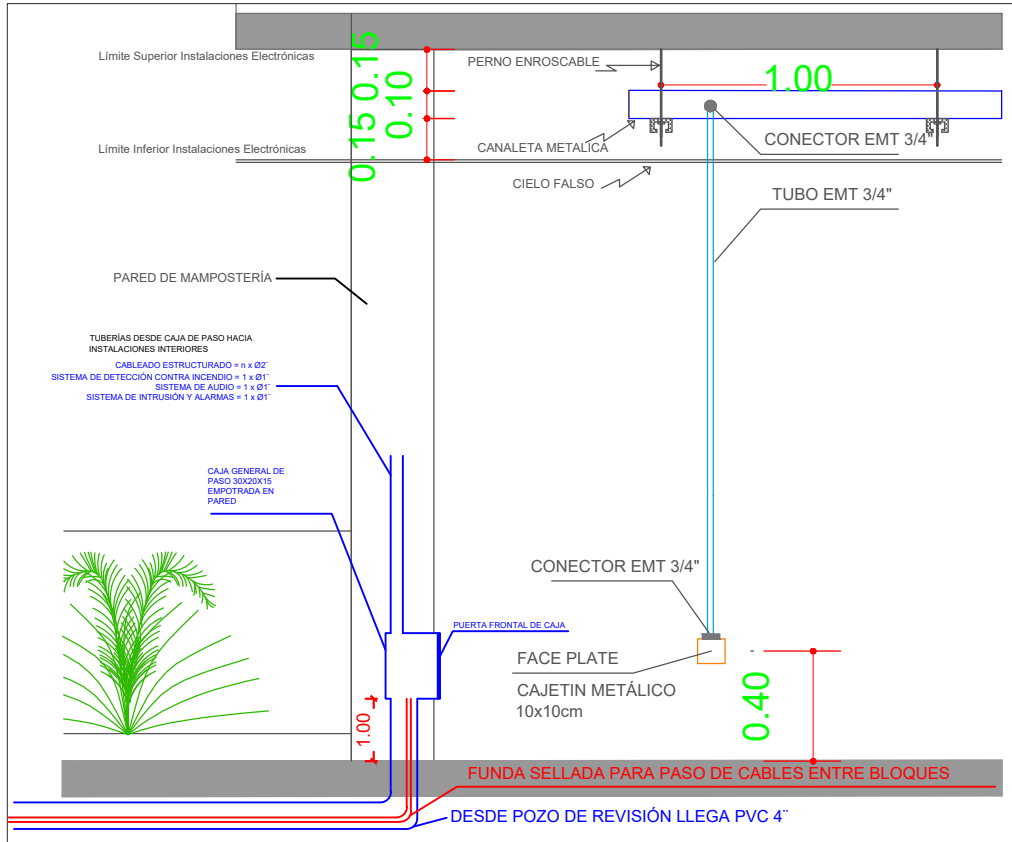 Límite Superior Instalaciones Electrónicas
0.15 0.15
0.10
PERNO ENROSCABLE
1.00
CANALETA METALICA
CONECTOR EMT 3/4"
Límite Inferior Instalaciones Electrónicas
CIELO FALSO
TUBO EMT 3/4"
PARED DE MAMPOSTERÍA
TUBERÍAS DESDE CAJA DE PASO HACIA
INSTALACIONES INTERIORES
CABLEADO ESTRUCTURADO = n x Ø2¨
SISTEMA DE DETECCIÓN CONTRA INCENDIO = 1 x Ø1¨
SISTEMA DE AUDIO = 1 x Ø1¨
SISTEMA DE INTRUSIÓN Y ALARMAS = 1 x Ø1¨
CAJA GENERAL DE
PASO 30X20X15
EMPOTRADA EN
PARED
CONECTOR EMT 3/4"
PUERTA FRONTAL DE CAJA
FACE PLATE
CAJETIN METÁLICO
10x10cm
0.40
1.00
FUNDA SELLADA PARA PASO DE CABLES ENTRE BLOQUES
DESDE POZO DE REVISIÓN LLEGA PVC 4¨